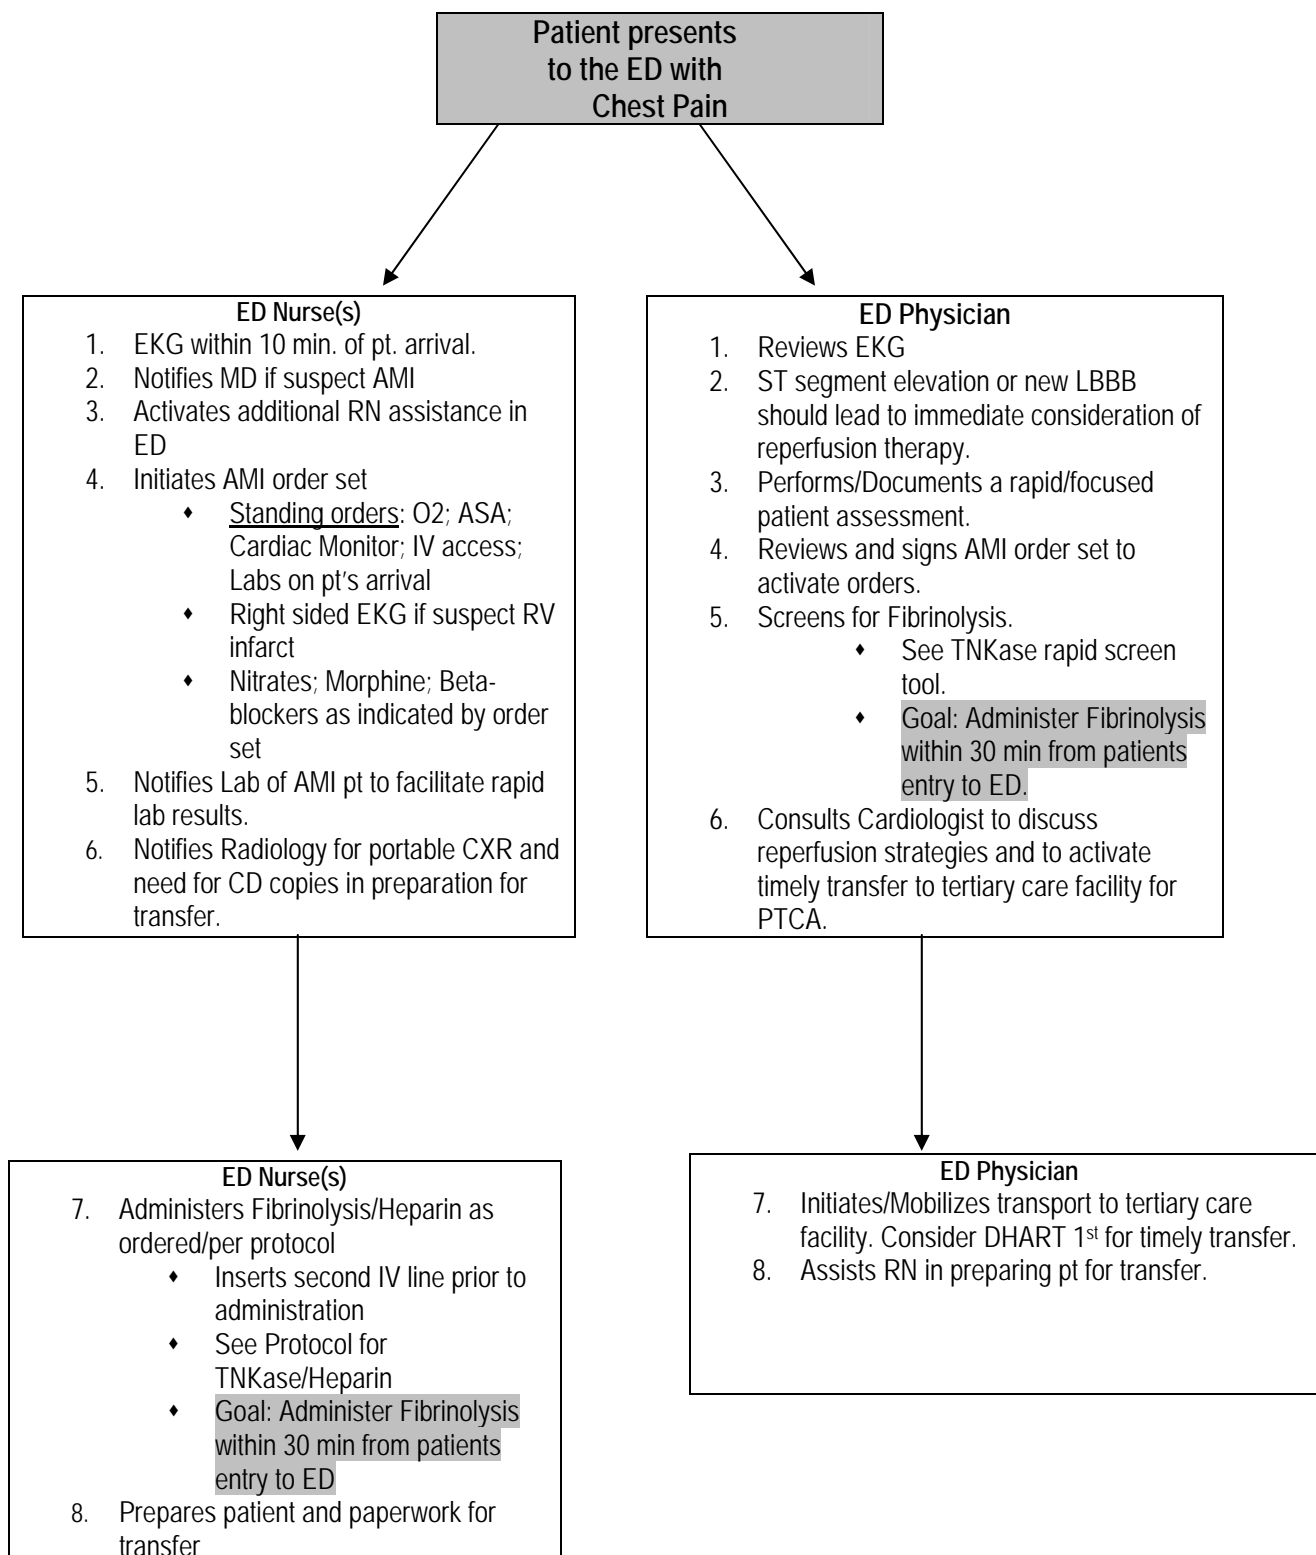 Patient presents
to the ED with
Chest Pain
ED Nurse(s)
1. EKG within 10 min. of pt. arrival.
2. Notifies MD if suspect AMI
3. Activates additional RN assistance in
ED
4. Initiates AMI order set
♦ Standing orders: O2; ASA;
Cardiac Monitor; IV access;
Labs on pt's arrival
♦ Right sided EKG if suspect RV
infarct
♦ Nitrates; Morphine; Beta-
blockers as indicated by order
set
5. Notifies Lab of AMI pt to facilitate rapid
lab results.
6. Notifies Radiology for portable CXR and
need for CD copies in preparation for
transfer.
ED Physician
1. Reviews EKG
2. ST segment elevation or new LBBB
should lead to immediate consideration of
reperfusion therapy.
3. Performs/Documents a rapid/focused
patient assessment.
4. Reviews and signs AMI order set to
activate orders.
5. Screens for Fibrinolysis.
♦ See TNKase rapid screen
tool.
♦ Goal: Administer Fibrinolysis
within 30 min from patients
entry to ED.
6. Consults Cardiologist to discuss
reperfusion strategies and to activate
timely transfer to tertiary care facility for
PTCA.
ED Nurse(s)
7. Administers Fibrinolysis/Heparin as
ordered/per protocol
♦ Inserts second IV line prior to
administration
♦ See Protocol for
TNKase/Heparin
♦ Goal: Administer Fibrinolysis
within 30 min from patients
entry to ED
8. Prepares patient and paperwork for
transfer
ED Physician
7. Initiates/Mobilizes transport to tertiary care
facility. Consider DHART 1st for timely transfer.
8. Assists RN in preparing pt for transfer.